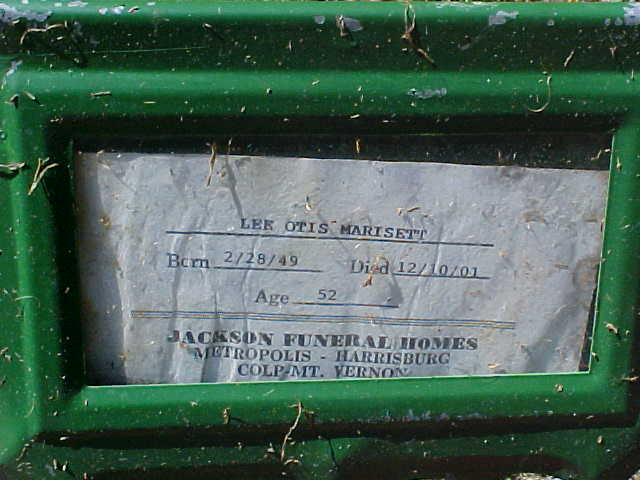 LEE OTIS MARISETT
Born 2/28/49 Died 12/10/01
Age 52
JACKSON FUNERAL HOMES
METROPOLIS - HARRISBURG
COLP-MT. VERNON